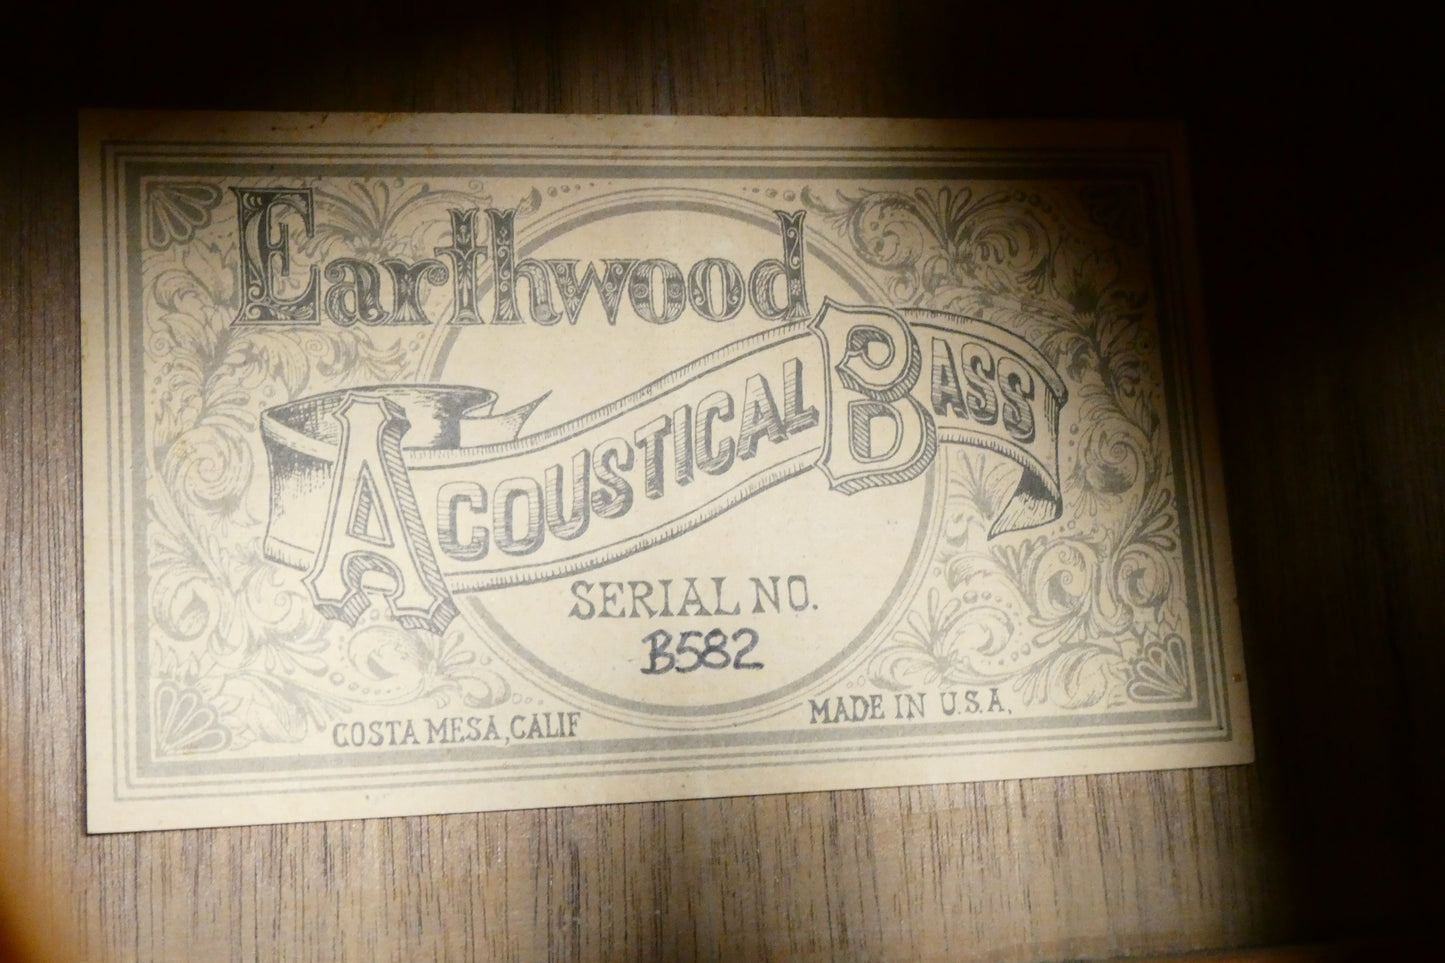 Earthwood
ACOUSTICAL BASS
SERIAL NO.
B582
COSTA MESA, CALIF
MADE IN U.S.A.